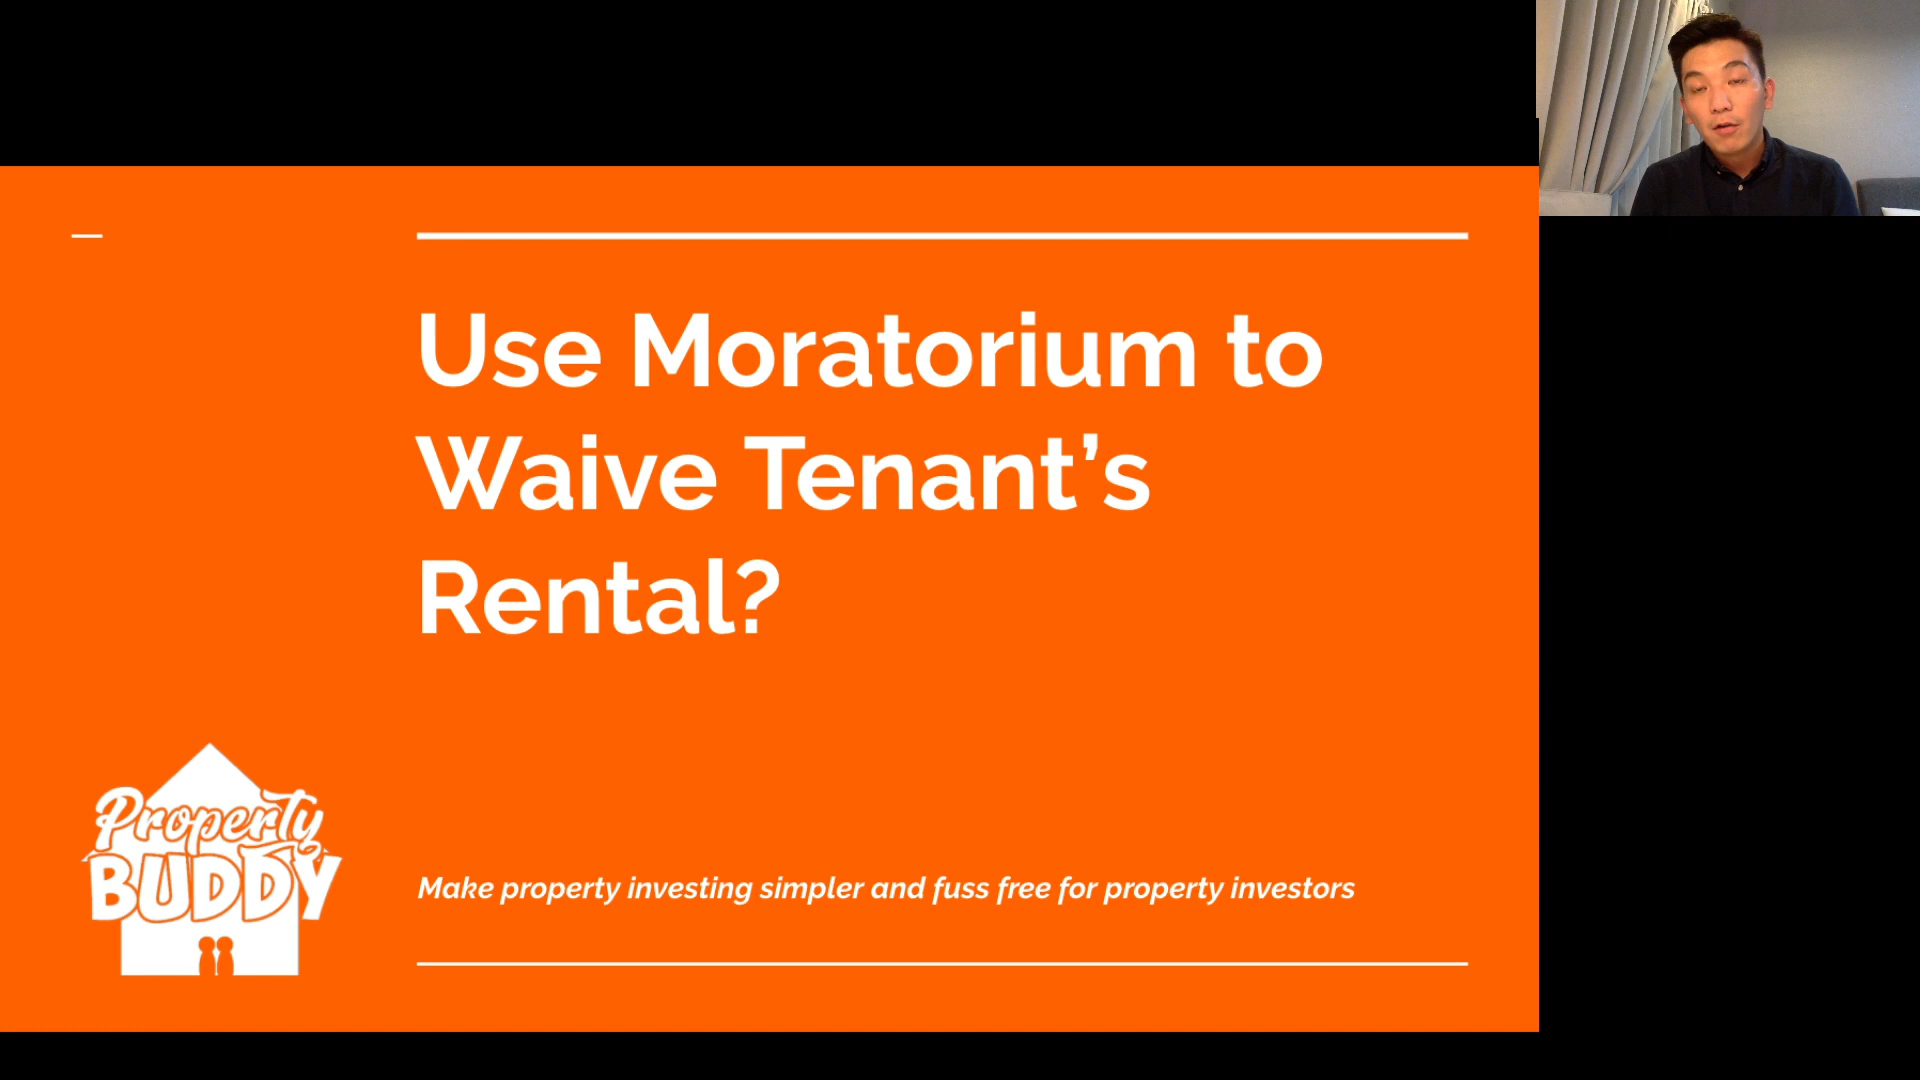 Use Moratorium to
Waive Tenant’s
Rental?
Property
BUDDY
Make property investing simpler and fuss free for property investors